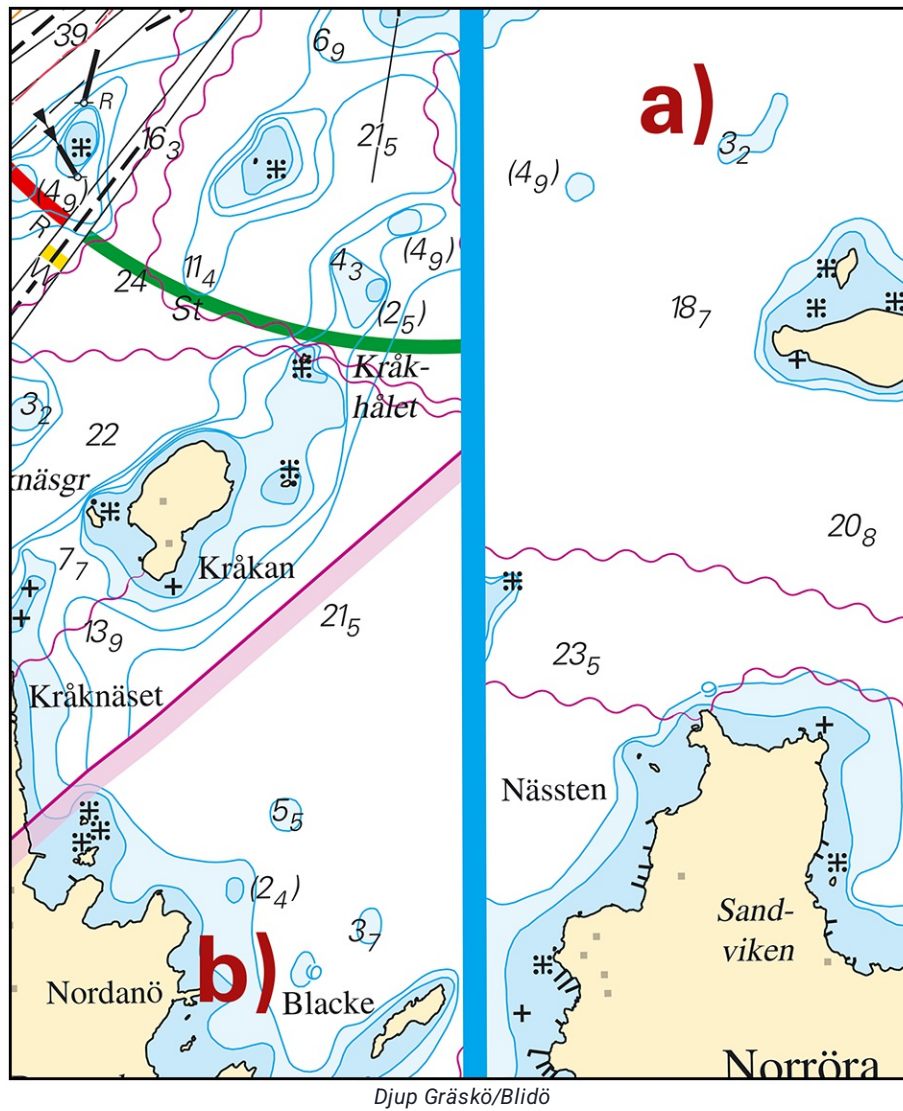 39
6₉
a)
R
16₃
21₅
3₂
(4₉)
(4₉)
R
W
(4₉)
4₃
24
11₄
St
(2₅)
18₇
Kråk-
hålet
3₂
22
näsgr
20₈
7₇
Kråkan
21₅
13₉
23₅
Kråknäset
9
Nässten
5₅
(2₄)
3₇
Sand-
viken
b)
6
Nordanö
Blacke
Norröra
Djup Gräskö/Blidö